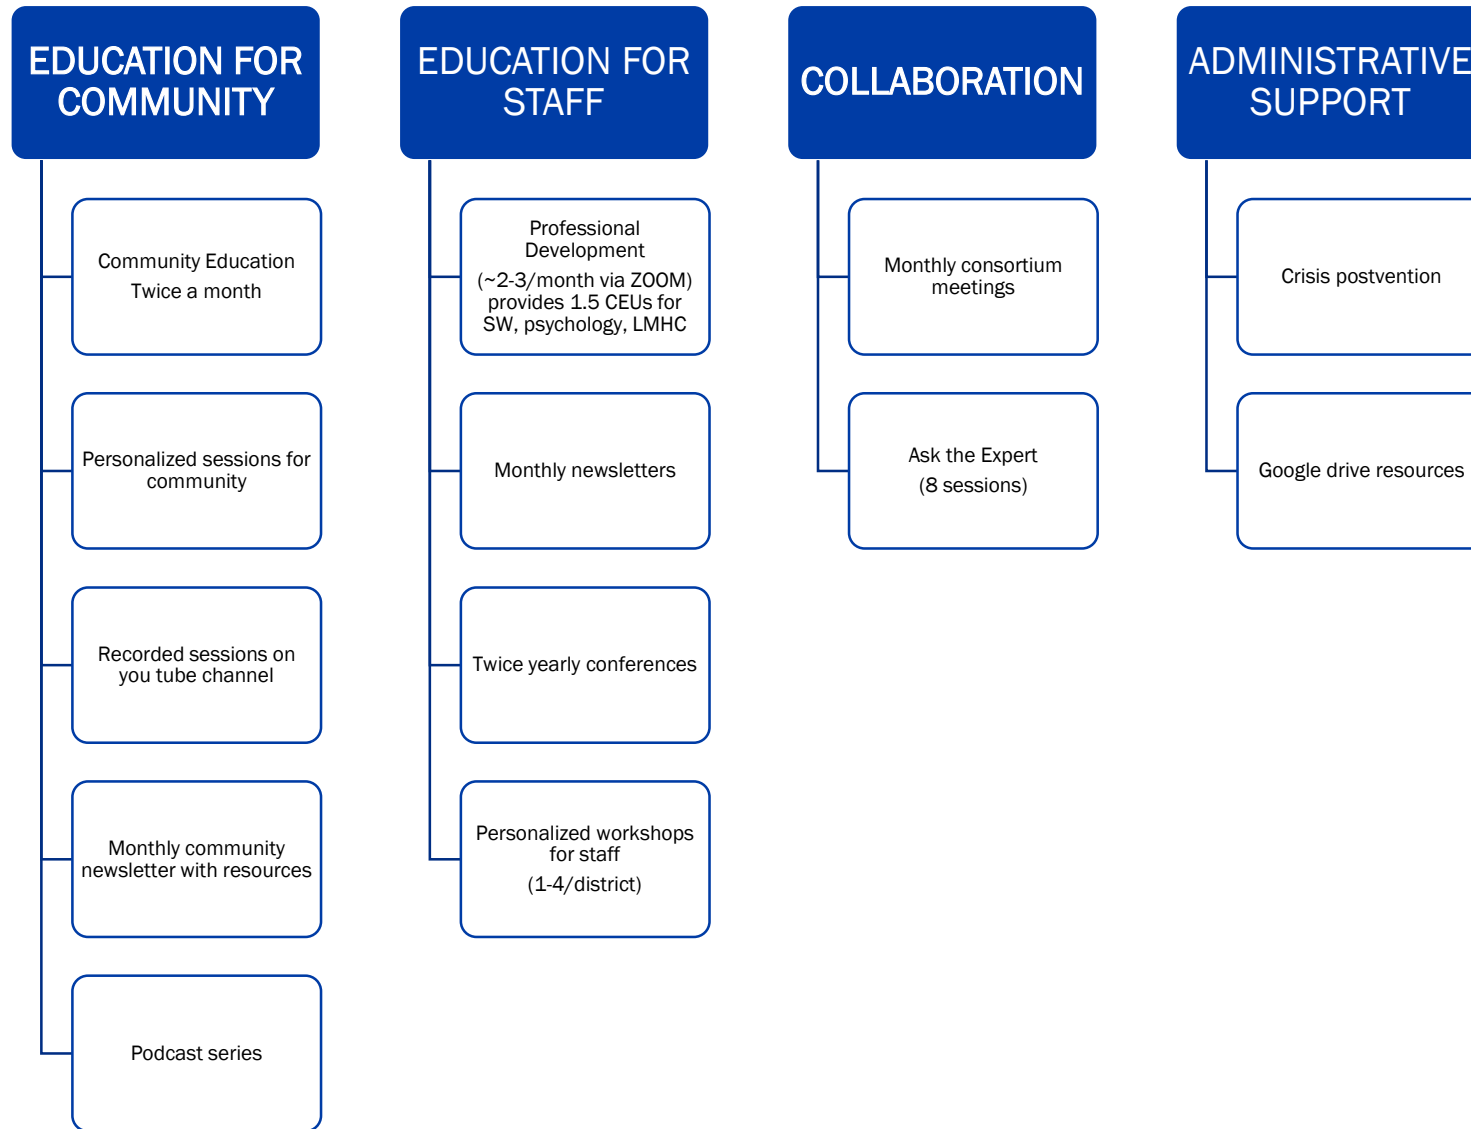 EDUCATION FOR
COMMUNITY
Community Education
Twice a month
Personalized sessions for
community
Recorded sessions on
you tube channel
Monthly community
newsletter with resources
Podcast series
EDUCATION FOR
STAFF
Professional
Development
(~2-3/month via ZOOM)
provides 1.5 CEUs for
SW, psychology, LMHC
Monthly newsletters
Twice yearly conferences
Personalized workshops
for staff
(1-4/district)
COLLABORATION
Monthly consortium
meetings
Ask the Expert
(8 sessions)
ADMINISTRATIVE
SUPPORT
Crisis postvention
Google drive resources